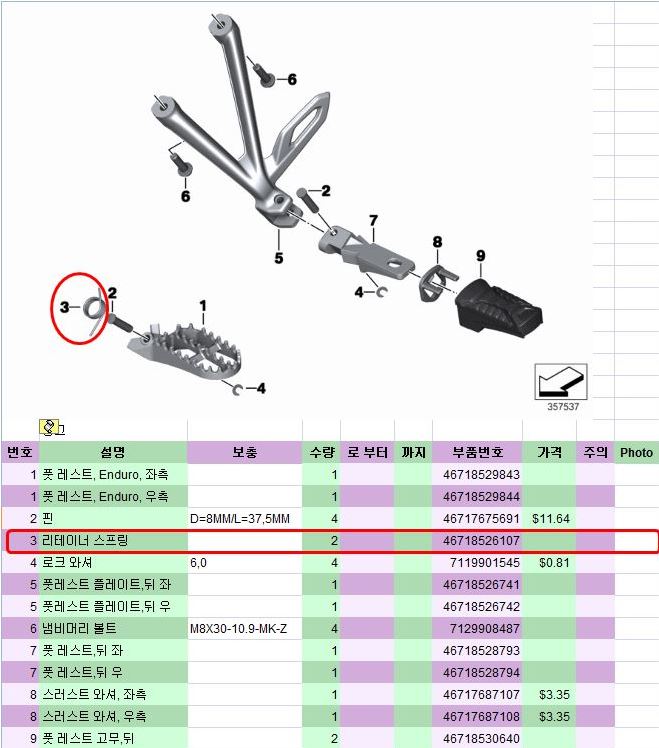 6
6
2
7
5
8
9
4
3
2
1
4
357537
번호 설명 보충 수량 로 부터 까지 부품번호 가격 주의 Photo
1 풋 레스트, Enduro, 좌측 1 46718529843
1 풋 레스트, Enduro, 우측 1 46718529844
2 핀 D=8MM/L=37,5MM 4 46717675691 $11.64
3 리테이너 스프링 2 46718526107
4 로크 와셔 6,0 4 7119901545 $0.81
5 풋레스트 플레이트,뒤 좌 1 46718526741
5 풋레스트 플레이트,뒤 우 1 46718526742
6 냄비머리 볼트 M8X30-10.9-MK-Z 4 7129908487
7 풋 레스트,뒤 좌 1 46718528793
7 풋 레스트,뒤 우 1 46718528794
8 스러스트 와셔, 좌측 1 46717687107 $3.35
8 스러스트 와셔, 우측 1 46717687108 $3.35
9 풋 레스트 고무,뒤 2 46718530640